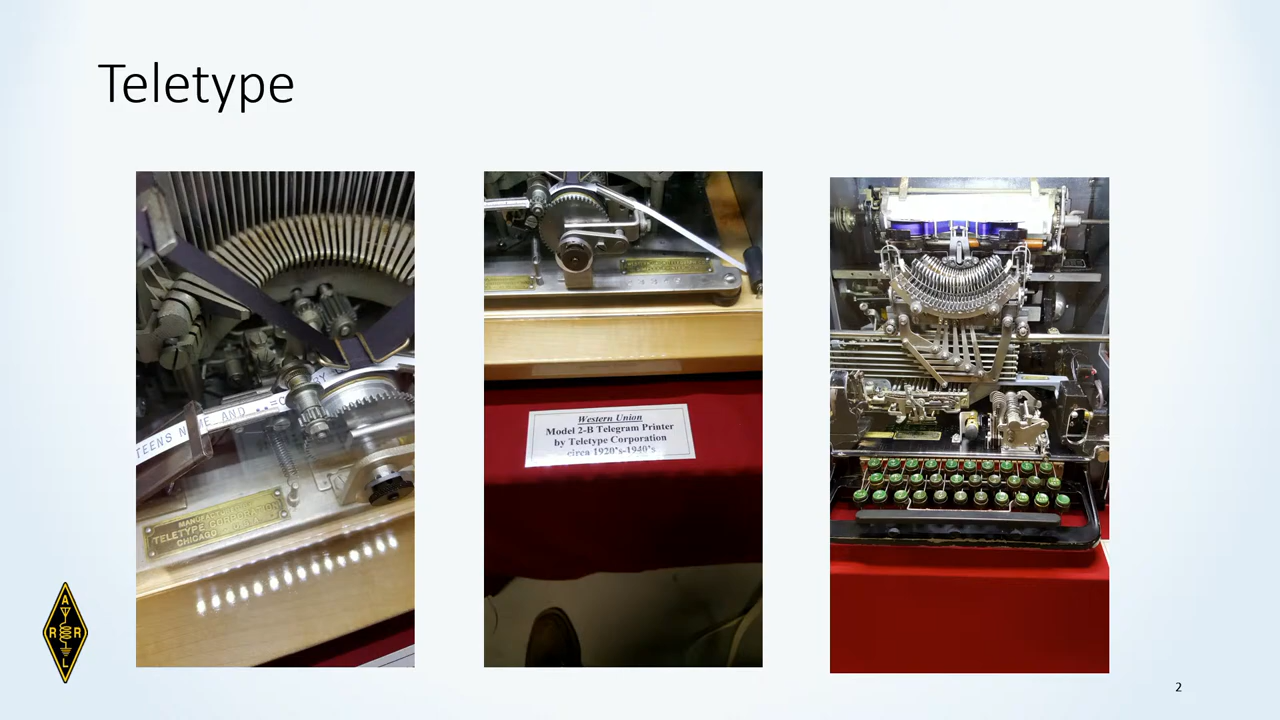 Teletype
TEENS N
E AND
MANUFACTURED
TELETYPE CORPORATION
CHICAGO
Western Union
Model 2-B Telegram Printer
by Teletype Corporation
circa 1920's-1940's
A
R R
L
2